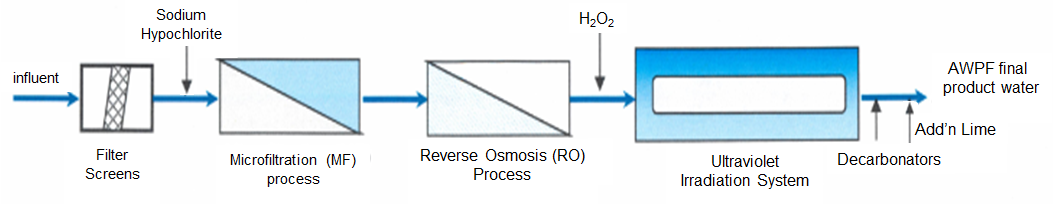 influent
Filter
Screens
Sodium
Hypochlorite
Microfiltration (MF)
process
Reverse Osmosis (RO)
Process
H₂O₂
Ultraviolet
Irradiation System
Decarbonators
Add'n Lime
AWPF final
product water